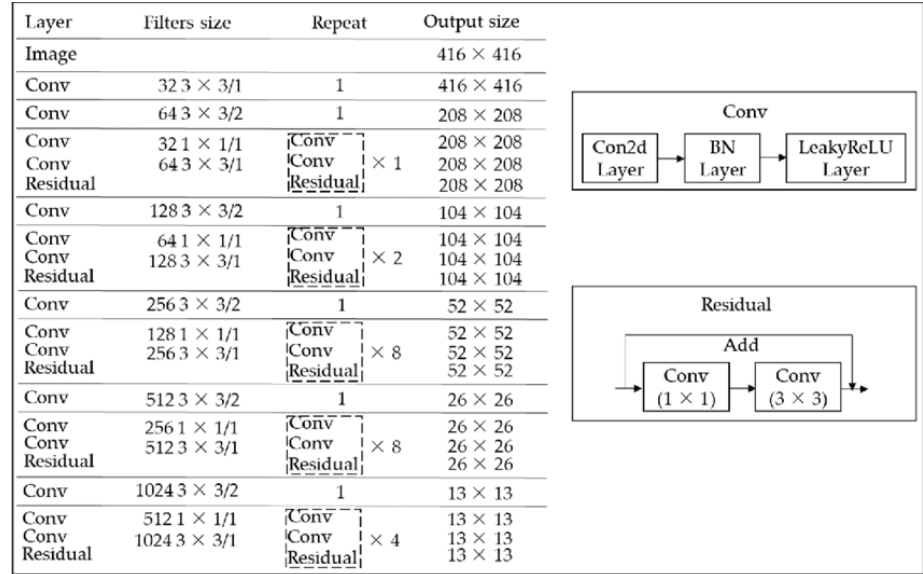 Layer Filters size Repeat Output size
Image 416 × 416
Conv 32 3 × 3/1 1 416 × 416
Conv 64 3 × 3/2 1 208 × 208
Conv 32 1 × 1/1 Conv 208 × 208
Conv 64 3 × 3/1 Conv × 1 208 × 208
Residual Residual 208 × 208
Conv 128 3 × 3/2 1 104 × 104
Conv 64 1 × 1/1 Conv 104 × 104
Conv 128 3 × 3/1 Conv × 2 104 × 104
Residual Residual 104 × 104
Conv 256 3 × 3/2 1 52 × 52
Conv 128 1 × 1/1 Conv 52 × 52
Conv 256 3 × 3/1 Conv × 8 52 × 52
Residual Residual 52 × 52
Conv 512 3 × 3/2 1 26 × 26
Conv 256 1 × 1/1 Conv 26 × 26
Conv 512 3 × 3/1 Conv × 8 26 × 26
Residual Residual 26 × 26
Conv 1024 3 × 3/2 1 13 × 13
Conv 512 1 × 1/1 Conv 13 × 13
Conv 1024 3 × 3/1 Conv × 4 13 × 13
Residual Residual 13 × 13
Conv
Con2d BN LeakyReLU
Layer Layer Layer
Residual
Add
Conv Conv
(1 × 1) (3 × 3)